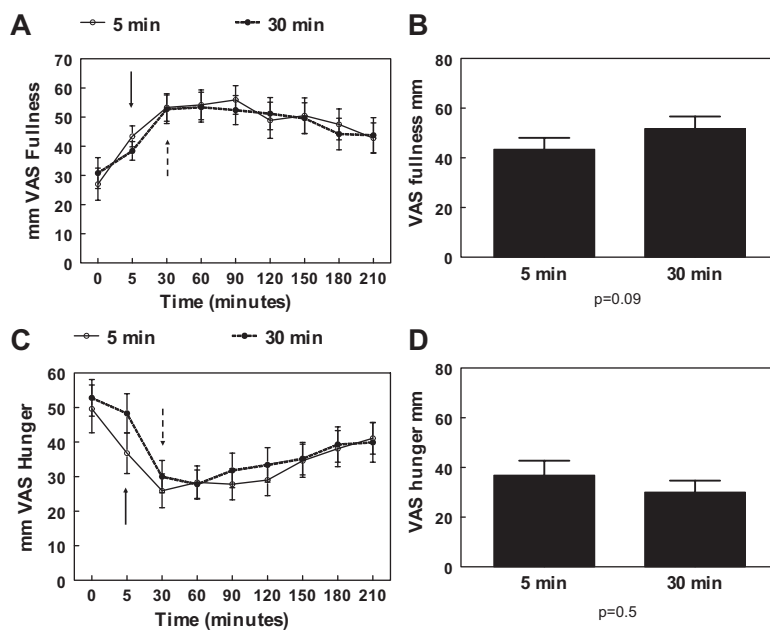 A
5 min 30 min
mm VAS Fullness
70
60
50
40
30
20
10
0
0 5 30 60 90 120 150 180 210
Time (minutes)
B
VAS fullness mm
80
60
40
20
0
5 min 30 min
p=0.09
C
5 min 30 min
mm VAS Hunger
60
50
40
30
20
10
0
0 5 30 60 90 120 150 180 210
Time (minutes)
D
VAS hunger mm
80
60
40
20
0
5 min 30 min
p=0.5